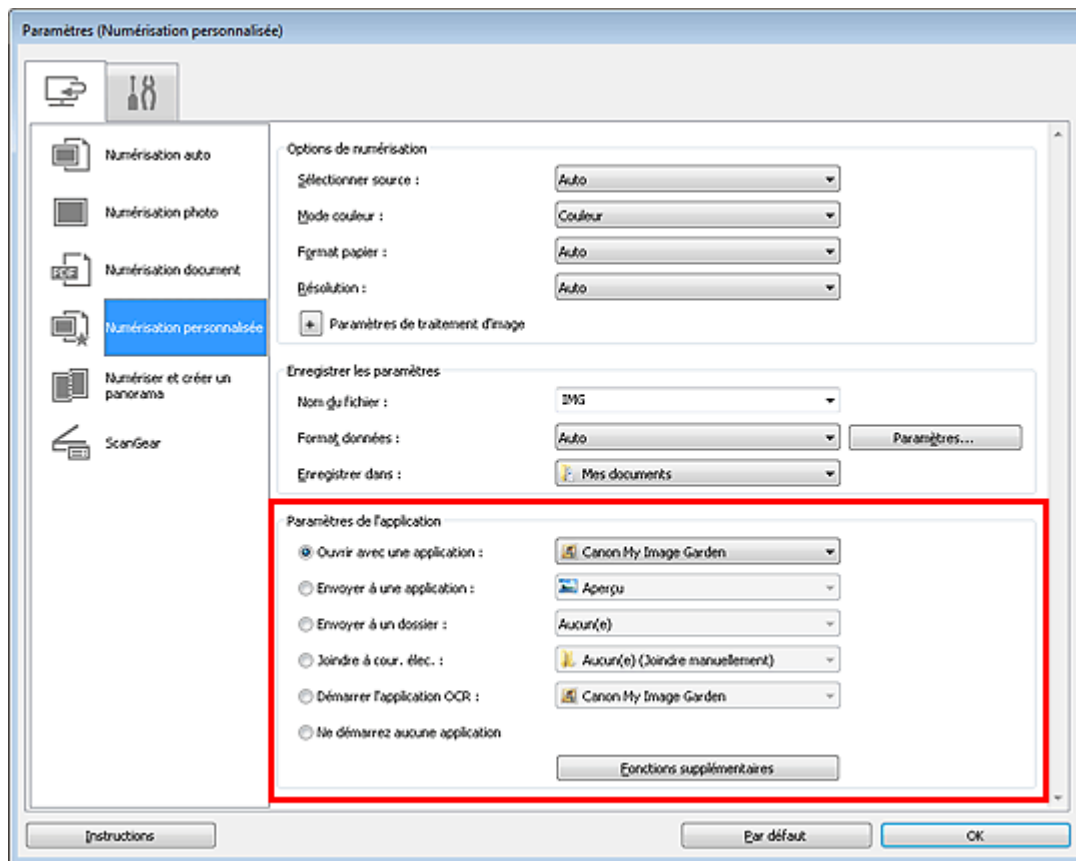 Paramètres (Numérisation personnalisée)
Numérisation auto
Numérisation photo
PDF
Numérisation document
Numérisation personnalisée
Numériser et créer un
panorama
ScanGear
Options de numérisation
Sélectionner source : Auto
Mode couleur : Couleur
Format papier : Auto
Résolution : Auto
+ Paramètres de traitement d'image
Enregistrer les paramètres
Nom du fichier : IMG
Format données : Auto Paramètres...
Enregistrer dans : Mes documents
Paramètres de l'application
Ouvrir avec une application : Canon My Image Garden
Envoyer à une application : Aperçu
Envoyer à un dossier : Aucun(e)
Joindre à cour. élec. : Aucun(e) (Joindre manuellement)
Démarrer l'application OCR : Canon My Image Garden
Ne démarrez aucune application
Fonctions supplémentaires
Instructions Par défaut OK